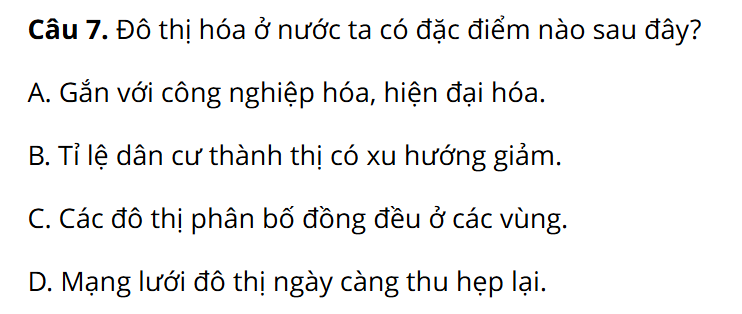 Câu 7. Đô thị hóa ở nước ta có đặc điểm nào sau đây?
A. Gắn với công nghiệp hóa, hiện đại hóa.
B. Tỉ lệ dân cư thành thị có xu hướng giảm.
C. Các đô thị phân bố đồng đều ở các vùng.
D. Mạng lưới đô thị ngày càng thu hẹp lại.